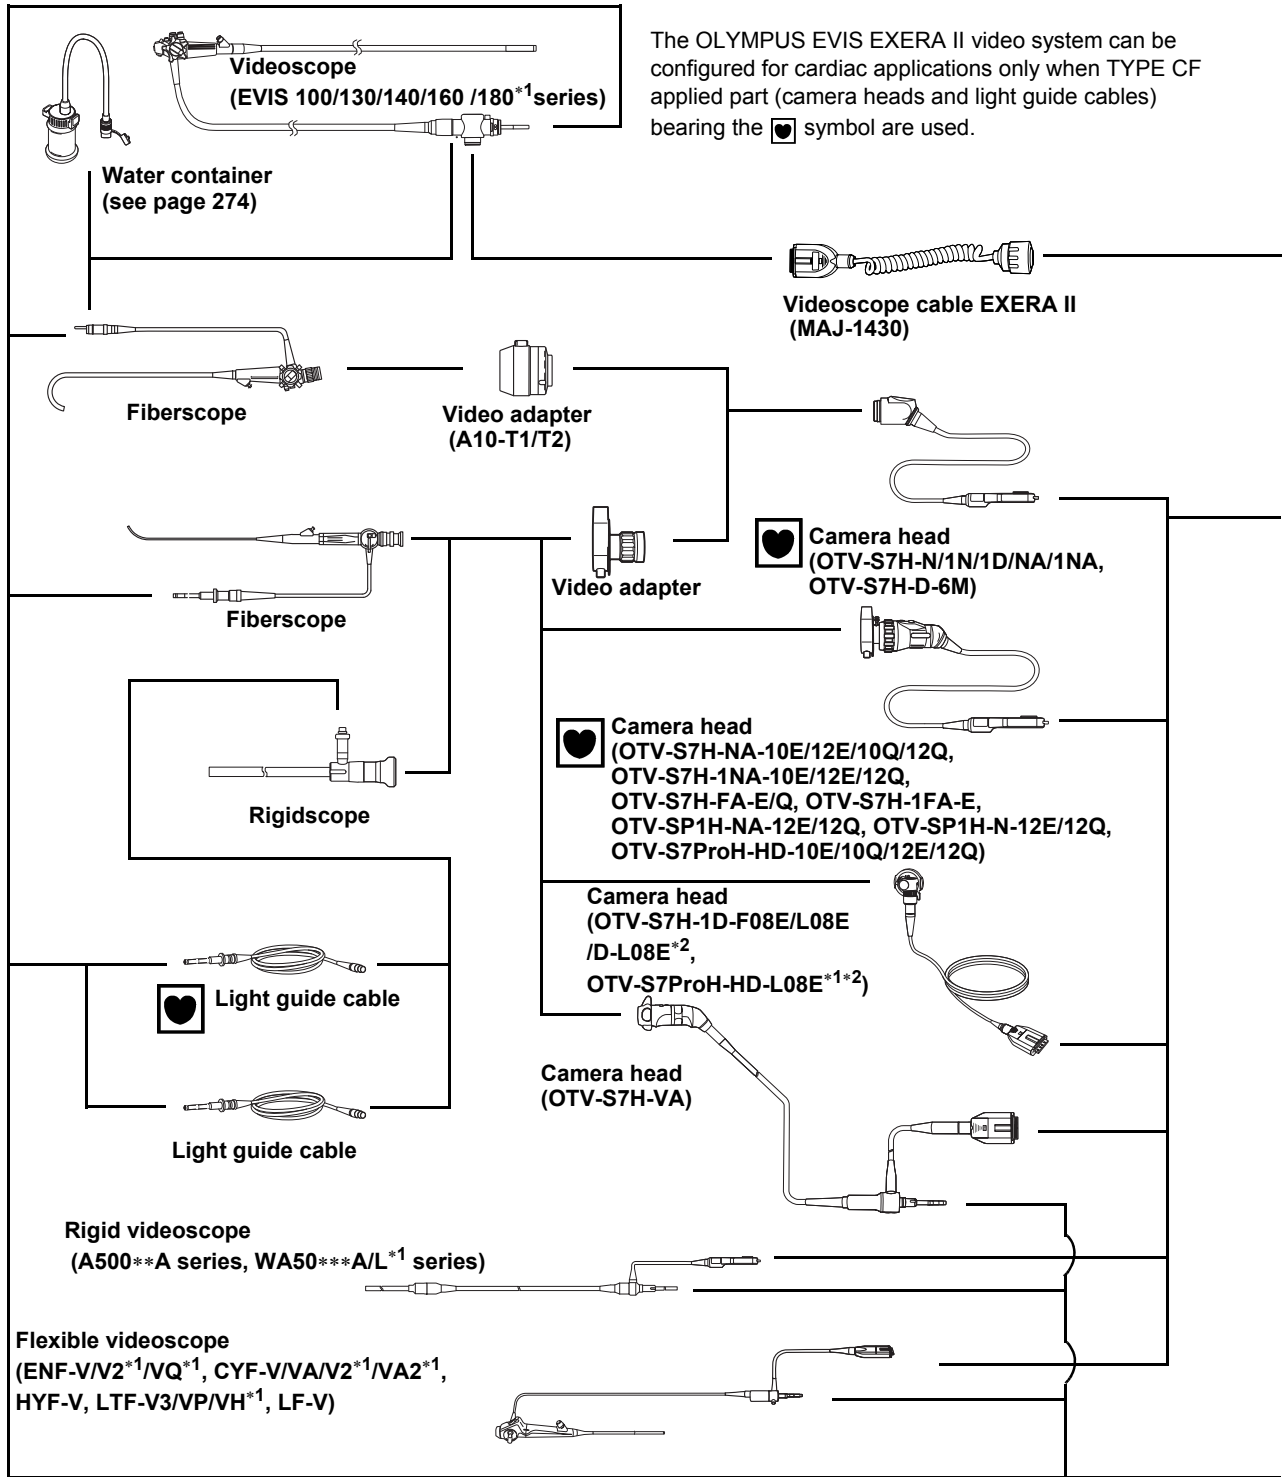 The OLYMPUS EVIS EXERA II video system can be
configured for cardiac applications only when TYPE CF
applied part (camera heads and light guide cables)
bearing the symbol are used.
Videoscope
(EVIS 100/130/140/160 /180*1series)
Water container
(see page 274)
Videoscope cable EXERA II
(MAJ-1430)
Fiberscope
Video adapter
(A10-T1/T2)
Camera head
(OTV-S7H-N/1N/1D/NA/1NA,
OTV-S7H-D-6M)
Video adapter
Fiberscope
Camera head
(OTV-S7H-NA-10E/12E/10Q/12Q,
OTV-S7H-1NA-10E/12E/12Q,
OTV-S7H-FA-E/Q, OTV-S7H-1FA-E,
OTV-SP1H-NA-12E/12Q, OTV-SP1H-N-12E/12Q,
OTV-S7ProH-HD-10E/10Q/12E/12Q)
Rigidscope
Camera head
(OTV-S7H-1D-F08E/L08E
/D-L08E*2,
OTV-S7ProH-HD-L08E*1*2)
Light guide cable
Camera head
(OTV-S7H-VA)
Light guide cable
Rigid videoscope
(A500**A series, WA50***A/L*1 series)
Flexible videoscope
(ENF-V/V2*1/VQ*1, CYF-V/VA/V2*1/VA2*1,
HYF-V, LTF-V3/VP/VH*1, LF-V)